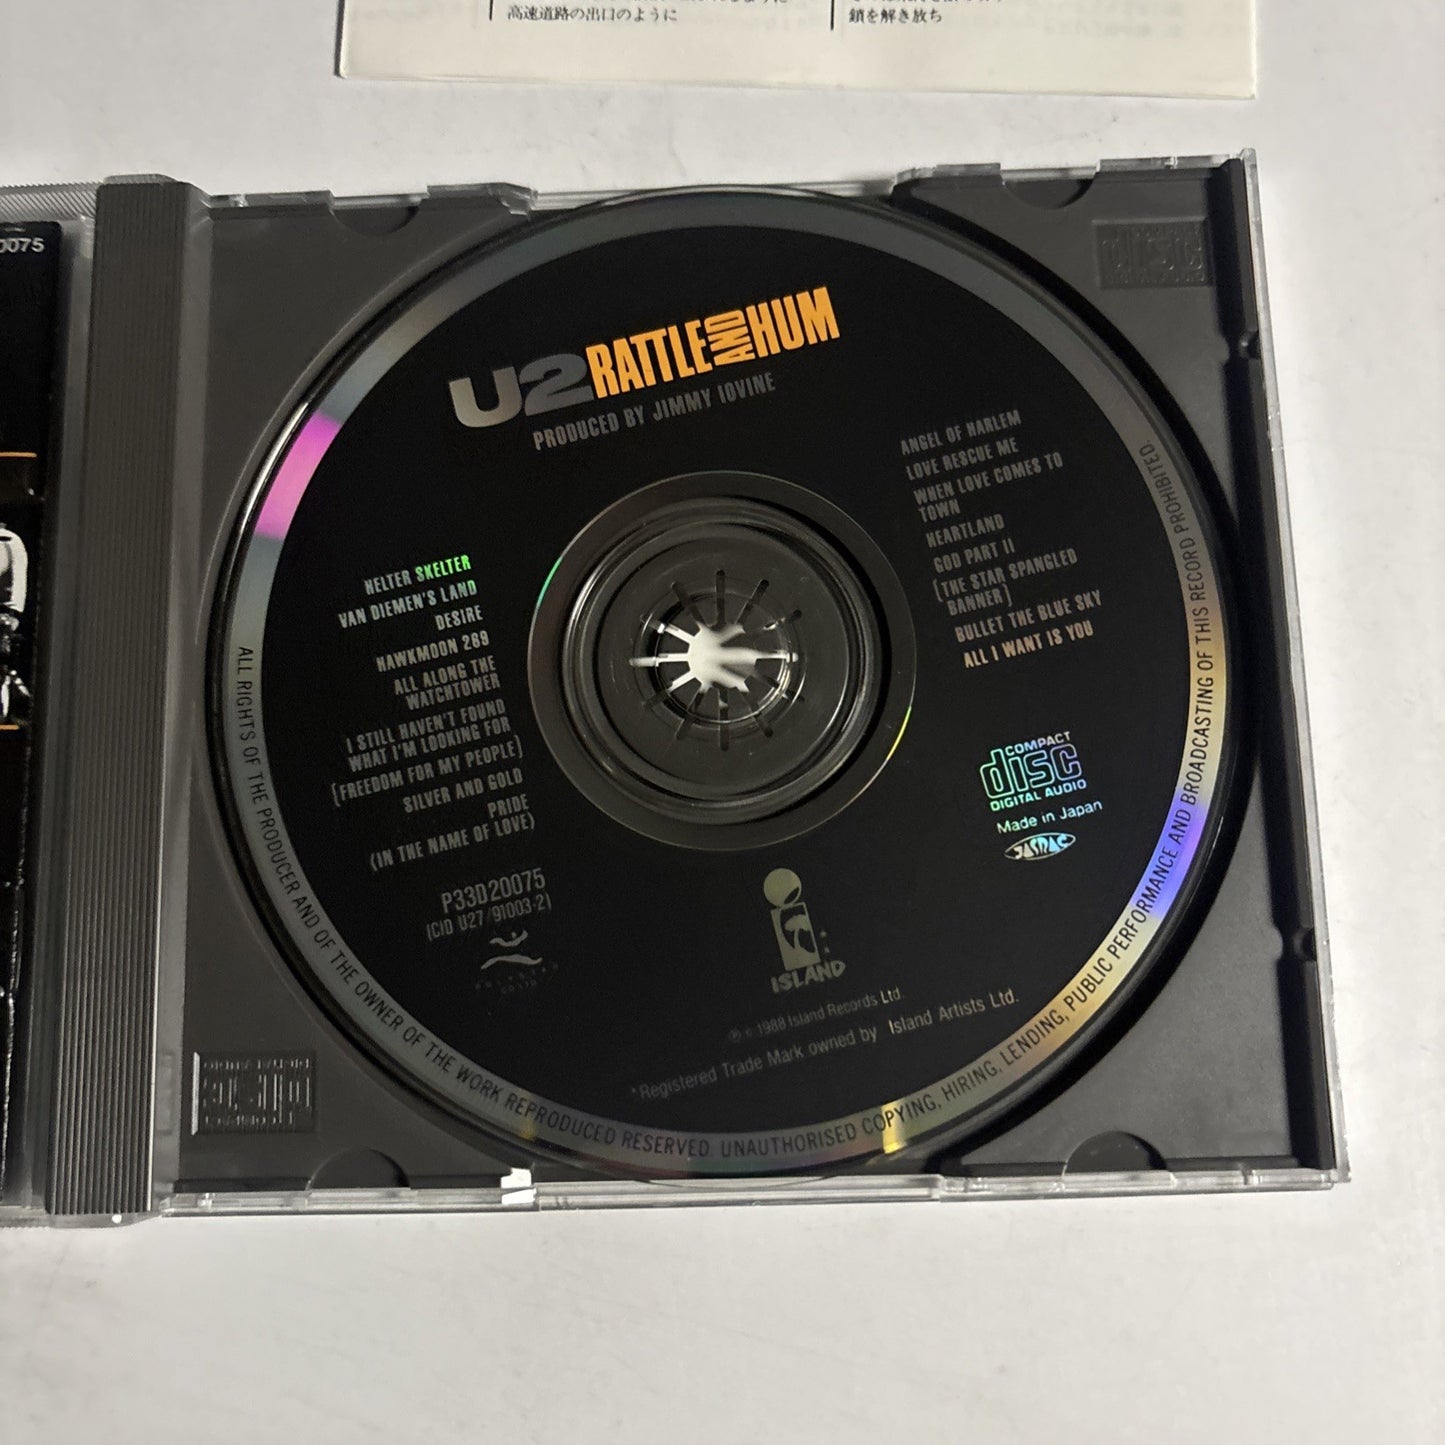 高速道路の出口のように
鎖を解き放ち
0075
U2 RATTLE AND HUM
PRODUCED BY JIMMY IOVINE
HELTER SKELTER
VAN DIEMEN'S LAND
DESIRE
HAWKMOON 269
ALL ALONG THE
WATCHTOWER
I STILL HAVEN'T FOUND
WHAT I'M LOOKING FOR
[FREEDOM FOR MY PEOPLE]
SILVER AND GOLD
PRIDE
(IN THE NAME OF LOVE)
ANGEL OF HARLEM
LOVE RESCUE ME
WHEN LOVE COMES TO
TOWN
HEARTLAND
GOD PART II
[THE STAR SPANGLED
BANNER]
BULLET THE BLUE SKY
ALL I WANT IS YOU
P33D20075
(CID U27/91003-2)
COMPACT
disc
DIGITAL AUDIO
Made in Japan
JASRAC
ISLAND
℗ © 1988 Island Records Ltd.
*Registered Trade Mark owned by Island Artists Ltd.
ALL RIGHTS OF THE PRODUCER AND OF THE OWNER OF THE WORK REPRODUCED RESERVED. UNAUTHORISED COPYING, HIRING, LENDING, PUBLIC PERFORMANCE AND BROADCASTING OF THIS RECORD PROHIBITED.
COMPACT
disc
DIGITAL AUDIO